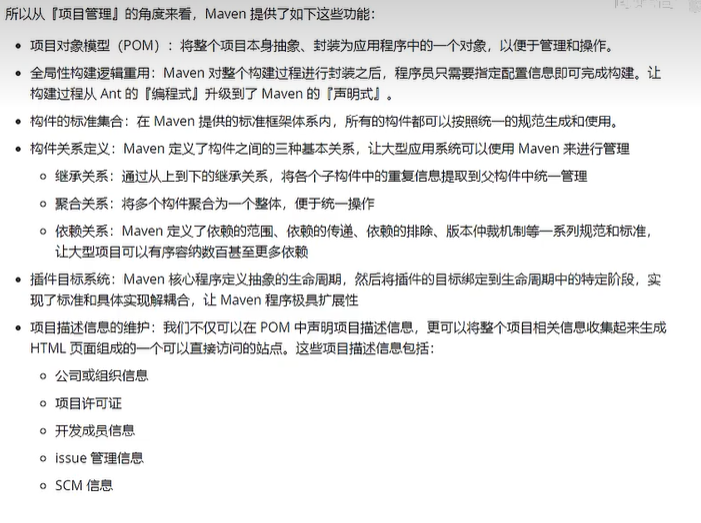 所以从『项目管理』的角度来看，Maven 提供了如下这些功能：
• 项目对象模型（POM）：将整个项目本身抽象、封装为应用程序中的一个对象，以便于管理和操作。
• 全局性构建逻辑重用：Maven 对整个构建过程进行封装之后，程序员只需要指定配置信息即可完成构建。让
构建过程从 Ant 的『编程式』升级到了 Maven 的『声明式』。
• 构件的标准集合：在 Maven 提供的标准框架体系内，所有的构件都可以按照统一的规范生成和使用。
• 构件关系定义：Maven 定义了构件之间的三种基本关系，让大型应用系统可以使用 Maven 来进行管理
○ 继承关系：通过从上到下的继承关系，将各个子构件中的重复信息提取到父构件中统一管理
○ 聚合关系：将多个构件聚合为一个整体，便于统一操作
○ 依赖关系：Maven 定义了依赖的范围、依赖的传递、依赖的排除、版本仲裁机制等一系列规范和标准，
让大型项目可以有序容纳数百甚至更多依赖
• 插件目标系统：Maven 核心程序定义抽象的生命周期，然后将插件的目标绑定到生命周期中的特定阶段，实
现了标准和具体实现解耦合，让 Maven 程序极具扩展性
• 项目描述信息的维护：我们不仅可以在 POM 中声明项目描述信息，更可以将整个项目相关信息收集起来生成
HTML 页面组成的一个可以直接访问的站点。这些项目描述信息包括：
○ 公司或组织信息
○ 项目许可证
○ 开发成员信息
○ issue 管理信息
○ SCM 信息